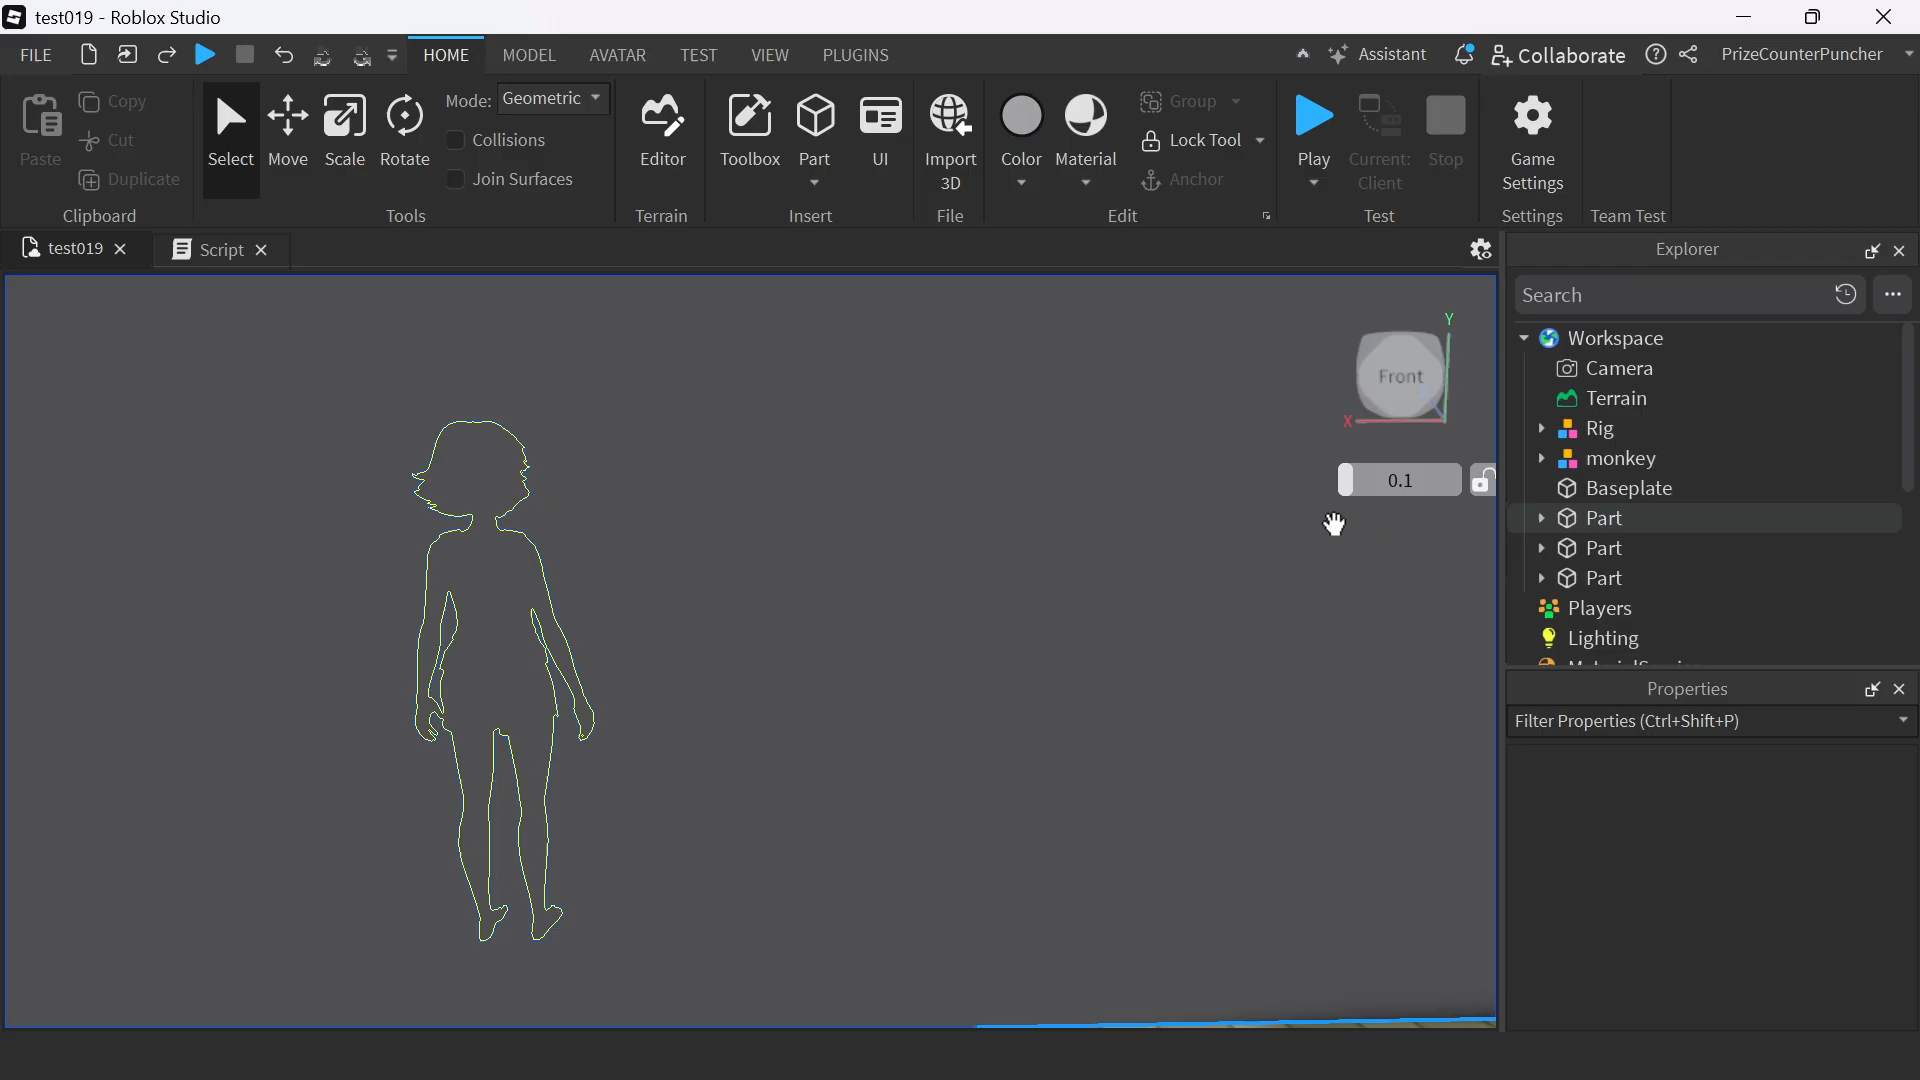 test019 - Roblox Studio
FILE HOME MODEL AVATAR TEST VIEW PLUGINS Assistant Collaborate PrizeCounterPuncher
Paste Copy Cut Duplicate
Clipboard
Select Move Scale Rotate
Mode: Geometric
Collisions
Join Surfaces
Tools
Editor
Terrain
Toolbox Part UI
Insert
Import 3D
File
Color Material
Group
Lock Tool
Anchor
Edit
Play Current: Client Stop
Test
Game Settings
Settings
Team Test
test019 Script
Y
Front
X
0.1
Explorer
Search
Workspace
Camera
Terrain
Rig
monkey
Baseplate
Part
Part
Part
Players
Lighting
Properties
Filter Properties (Ctrl+Shift+P)